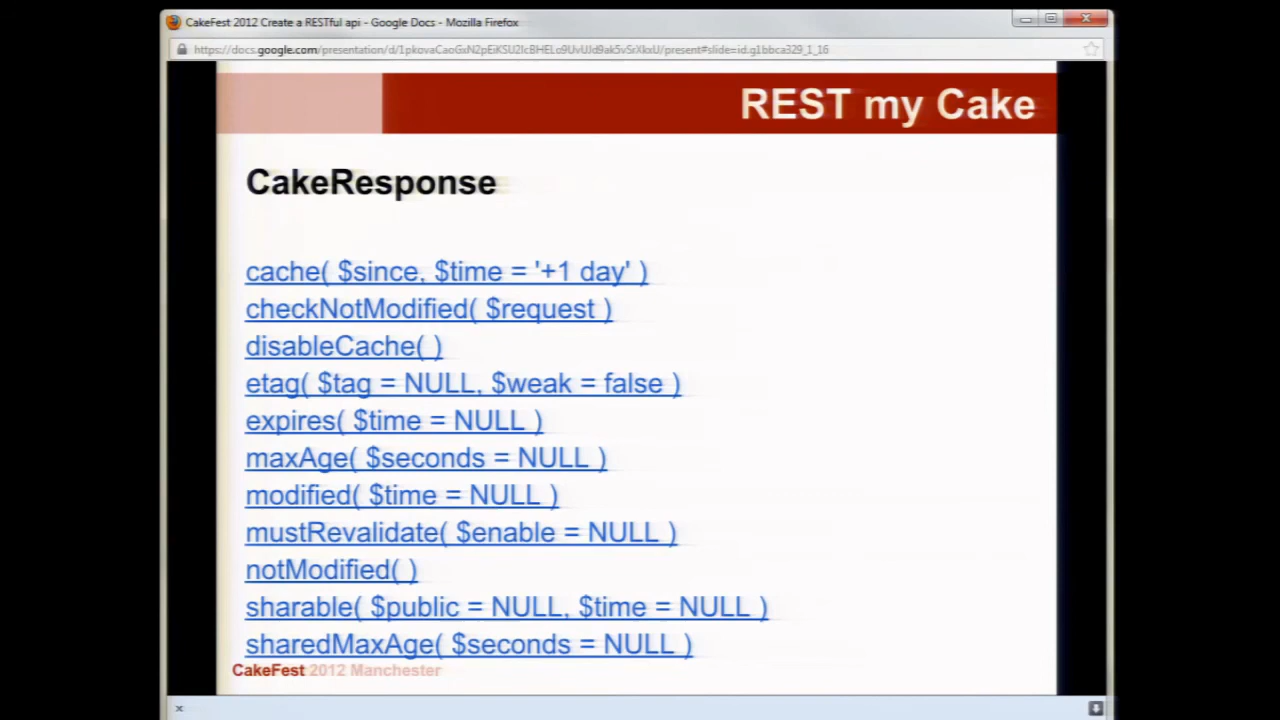 CakeFest 2012 Create a RESTful api - Google Docs - Mozilla Firefox
REST my Cake
CakeResponse
cache( $since, $time = '+1 day' )
checkNotModified( $request )
disableCache( )
etag( $tag = NULL, $weak = false )
expires( $time = NULL )
maxAge( $seconds = NULL )
modified( $time = NULL )
mustRevalidate( $enable = NULL )
notModified( )
sharable( $public = NULL, $time = NULL )
sharedMaxAge( $seconds = NULL )
CakeFest 2012 Manchester